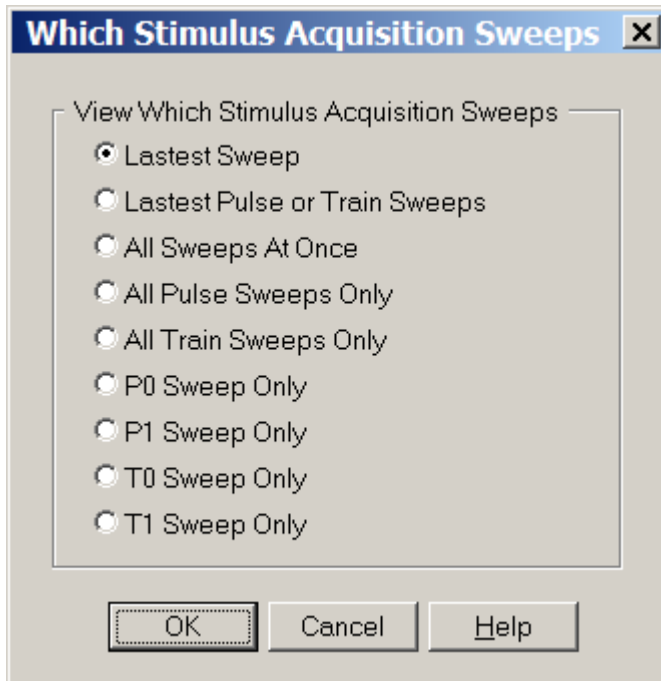 Which Stimulus Acquisition Sweeps
View Which Stimulus Acquisition Sweeps
Lastest Sweep
Lastest Pulse or Train Sweeps
All Sweeps At Once
All Pulse Sweeps Only
All Train Sweeps Only
P0 Sweep Only
P1 Sweep Only
T0 Sweep Only
T1 Sweep Only
OK Cancel Help